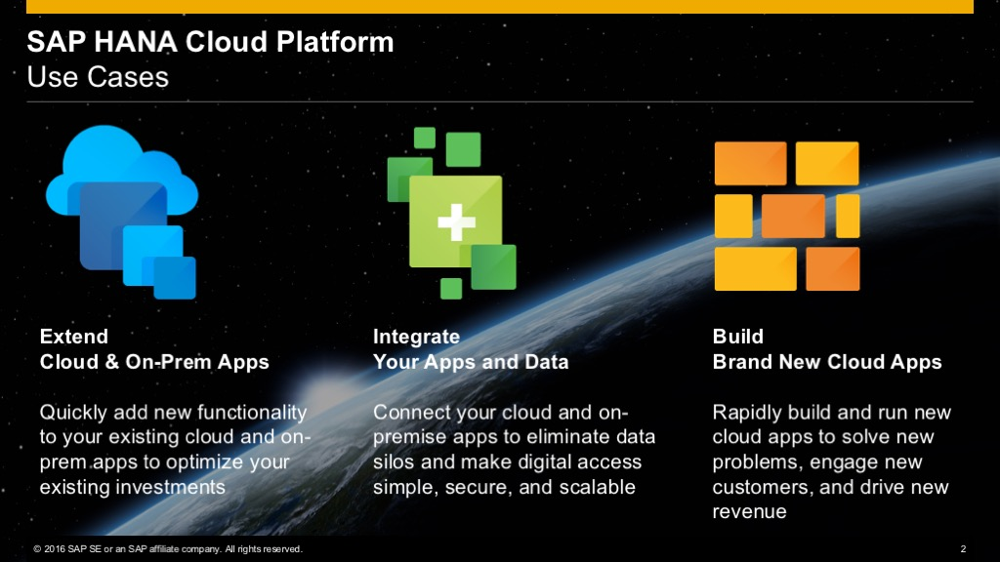 SAP HANA Cloud Platform
Use Cases
Extend
Cloud & On-Prem Apps
Quickly add new functionality
to your existing cloud and on-
prem apps to optimize your
existing investments
Integrate
Your Apps and Data
Connect your cloud and on-
premise apps to eliminate data
silos and make digital access
simple, secure, and scalable
Build
Brand New Cloud Apps
Rapidly build and run new
cloud apps to solve new
problems, engage new
customers, and drive new
revenue
© 2016 SAP SE or an SAP affiliate company. All rights reserved.
2